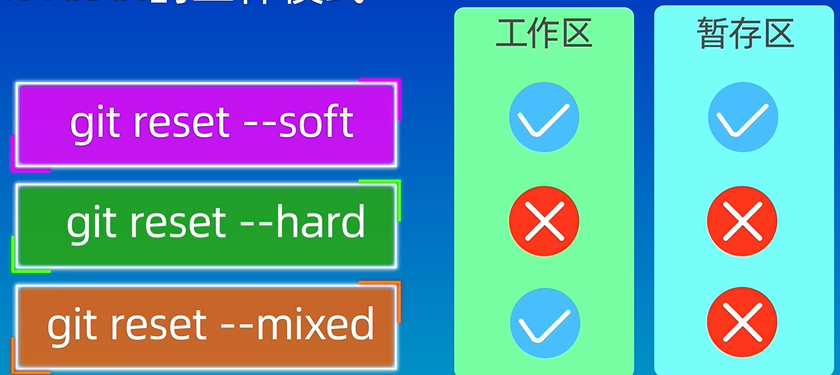 工作区
暂存区
git reset --soft
git reset --hard
git reset --mixed